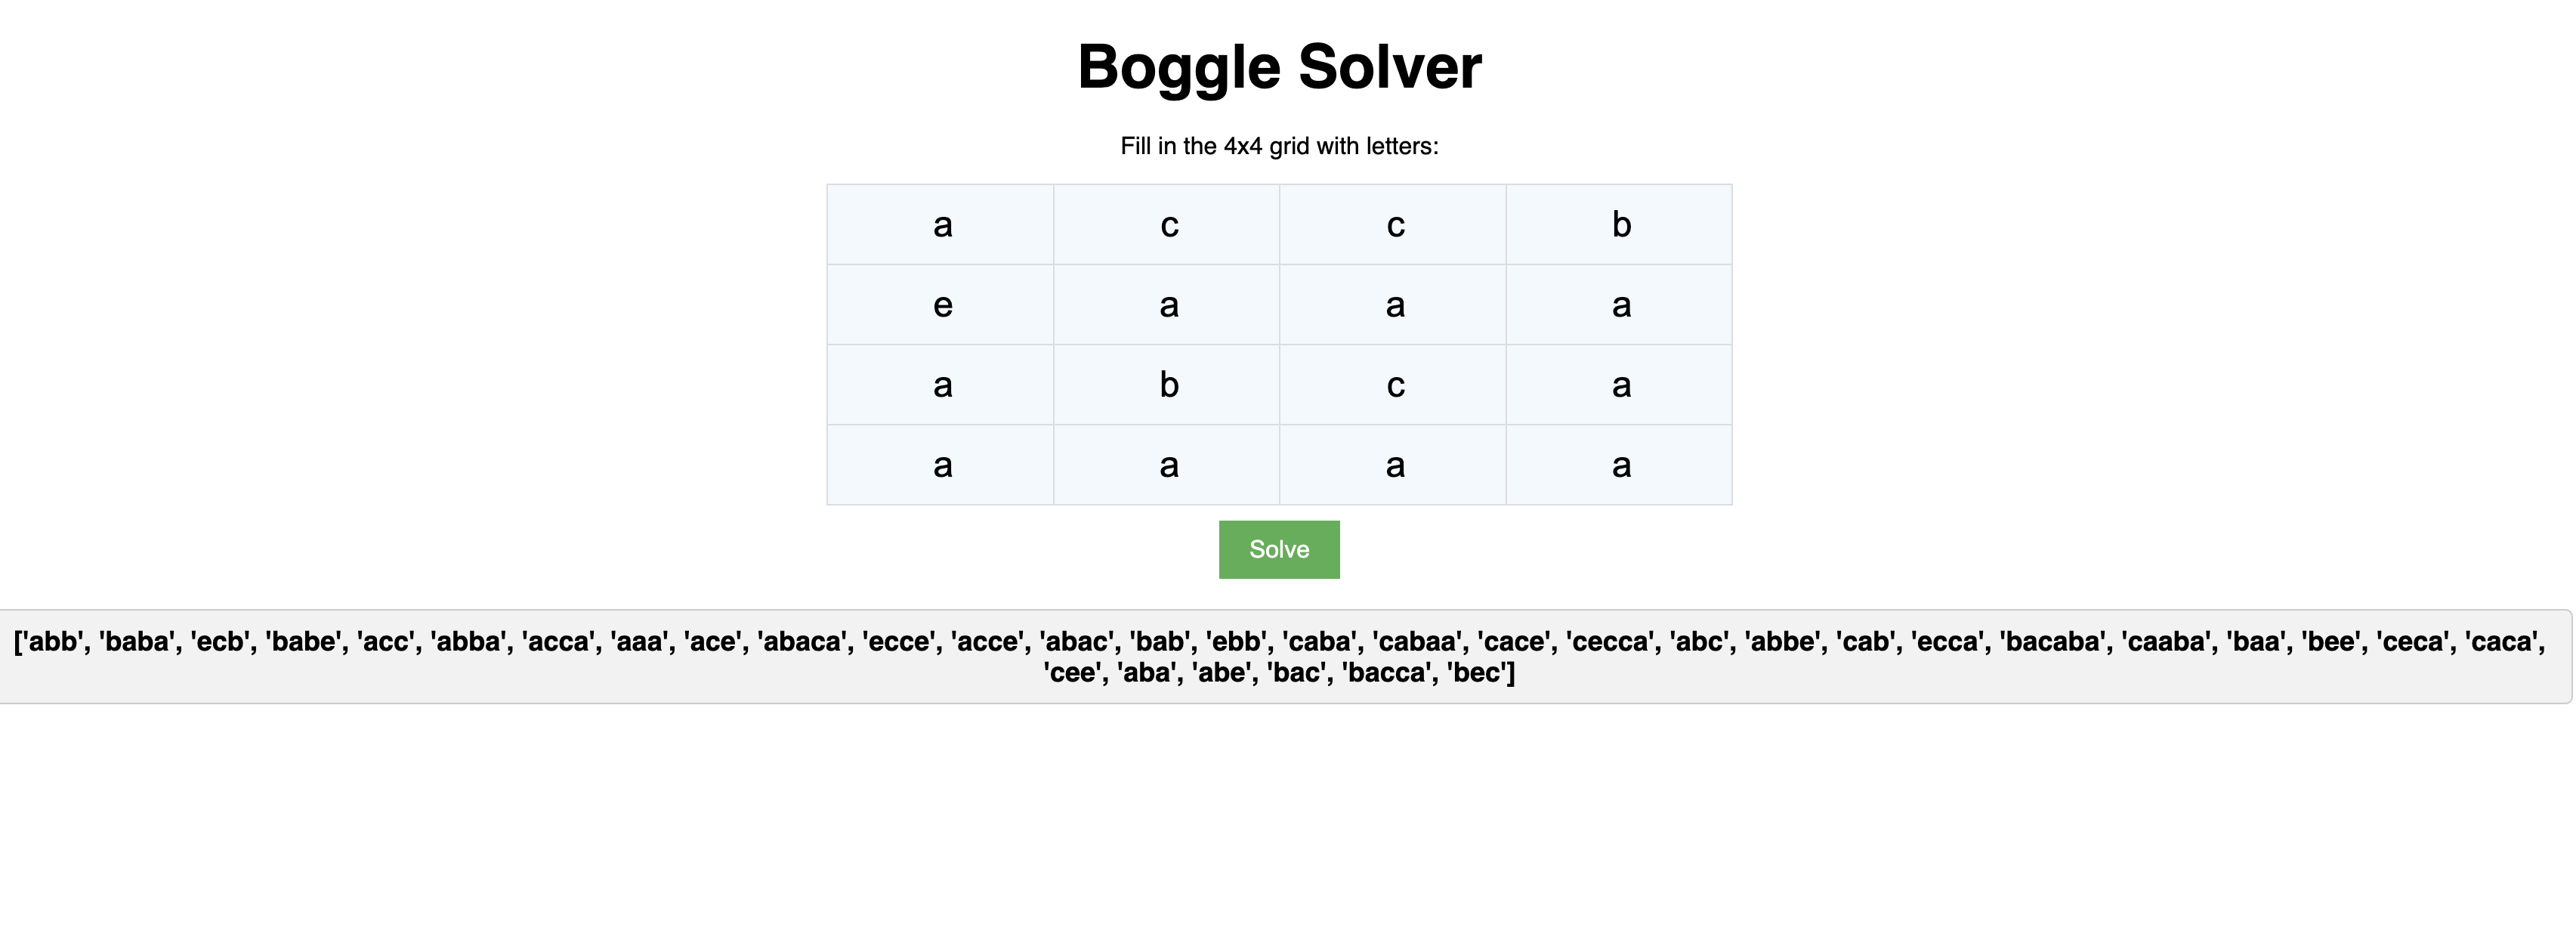 Boggle Solver
Fill in the 4x4 grid with letters:
a c c b
e a a a
a b c a
a a a a
Solve
['abb', 'baba', 'ecb', 'babe', 'acc', 'abba', 'acca', 'aaa', 'ace', 'abaca', 'ecce', 'acce', 'abac', 'bab', 'ebb', 'caba', 'cabaa', 'cace', 'cecca', 'abc', 'abbe', 'cab', 'ecca', 'bacaba', 'caaba', 'baa', 'bee', 'ceca', 'caca',
'cee', 'aba', 'abe', 'bac', 'bacca', 'bec']